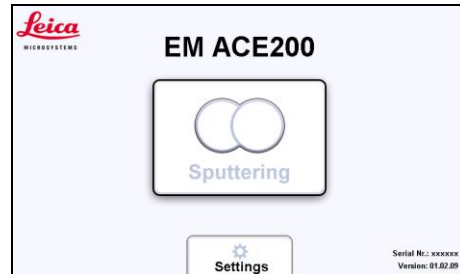 Leica
MICROSYSTEMS
EM ACE200
Sputtering
Settings
Serial Nr.: xxxxxx
Version: 01.02.09